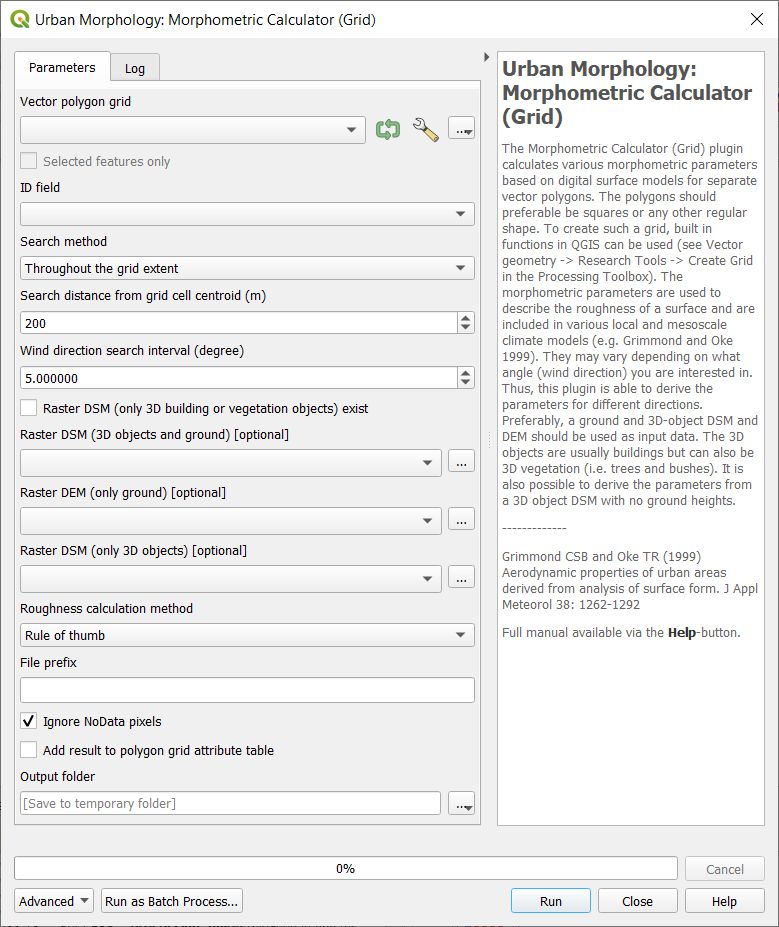 Urban Morphology: Morphometric Calculator (Grid)
Parameters
Log
Vector polygon grid
...
Selected features only
ID field
Search method
Throughout the grid extent
Search distance from grid cell centroid (m)
200
Wind direction search interval (degree)
5.000000
Raster DSM (only 3D building or vegetation objects) exist
Raster DSM (3D objects and ground) [optional]
...
Raster DEM (only ground) [optional]
...
Raster DSM (only 3D objects) [optional]
...
Roughness calculation method
Rule of thumb
File prefix
Ignore NoData pixels
Add result to polygon grid attribute table
Output folder
[Save to temporary folder]
...
Urban Morphology:
Morphometric Calculator
(Grid)
The Morphometric Calculator (Grid) plugin
calculates various morphometric parameters
based on digital surface models for separate
vector polygons. The polygons should
preferable be squares or any other regular
shape. To create such a grid, built in
functions in QGIS can be used (see Vector
geometry -> Research Tools -> Create Grid
in the Processing Toolbox). The
morphometric parameters are used to
describe the roughness of a surface and are
included in various local and mesoscale
climate models (e.g. Grimmond and Oke
1999). They may vary depending on what
angle (wind direction) you are interested in.
Thus, this plugin is able to derive the
parameters for different directions.
Preferably, a ground and 3D-object DSM and
DEM should be used as input data. The 3D
objects are usually buildings but can also be
3D vegetation (i.e. trees and bushes). It is
also possible to derive the parameters from
a 3D object DSM with no ground heights.
-------------
Grimmond CSB and Oke TR (1999)
Aerodynamic properties of urban areas
derived from analysis of surface form. J Appl
Meteorol 38: 1262-1292
Full manual available via the Help-button.
0%
Cancel
Advanced
Run as Batch Process...
Run
Close
Help